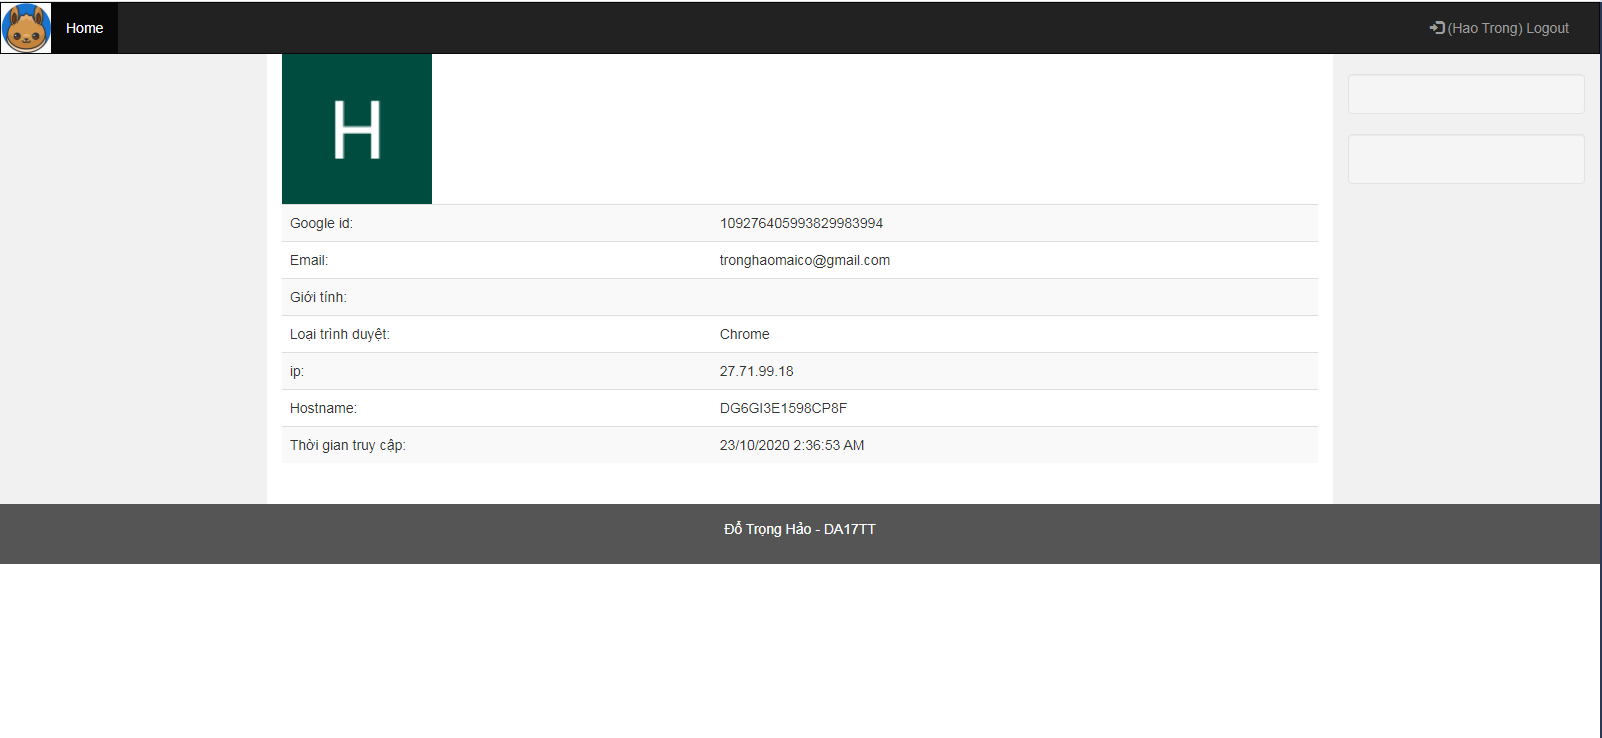 Home
(Hao Trong) Logout
H
Google id: 109276405993829983994
Email: tronghaomaico@gmail.com
Giới tính:
Loại trình duyệt: Chrome
ip: 27.71.99.18
Hostname: DG6GI3E1598CP8F
Thời gian truy cập: 23/10/2020 2:36:53 AM
Đỗ Trọng Hảo - DA17TT